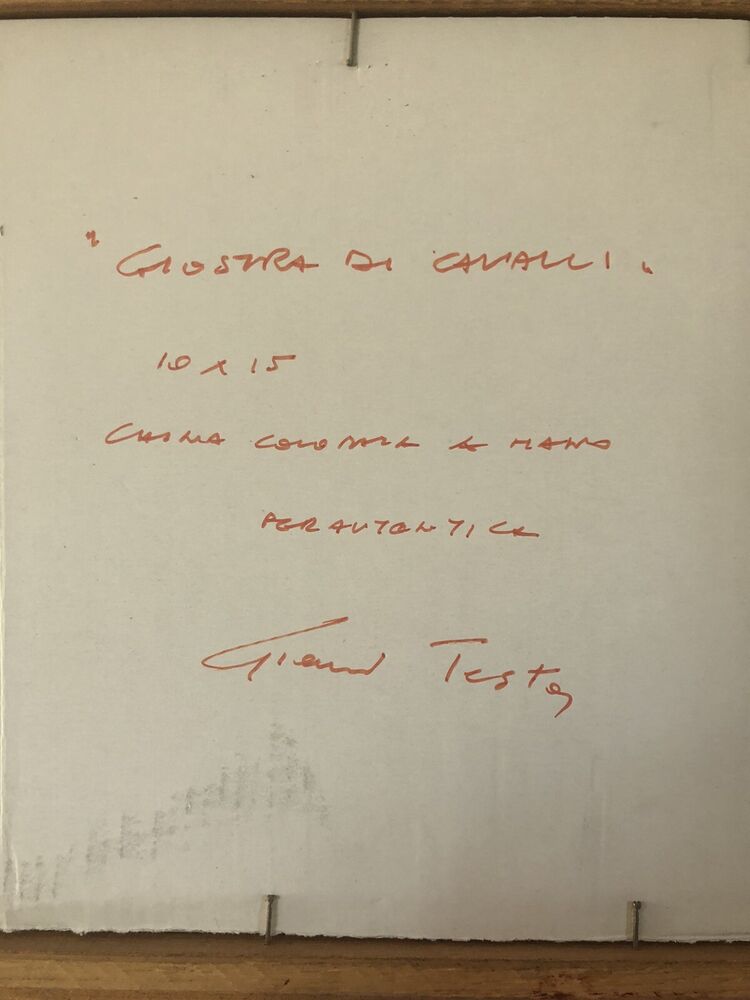 "GIOSTRA DI CAVALLI"
10 x 15
CHINA COLORATA A MANO
PER AUTENTICA
Gianni Testa